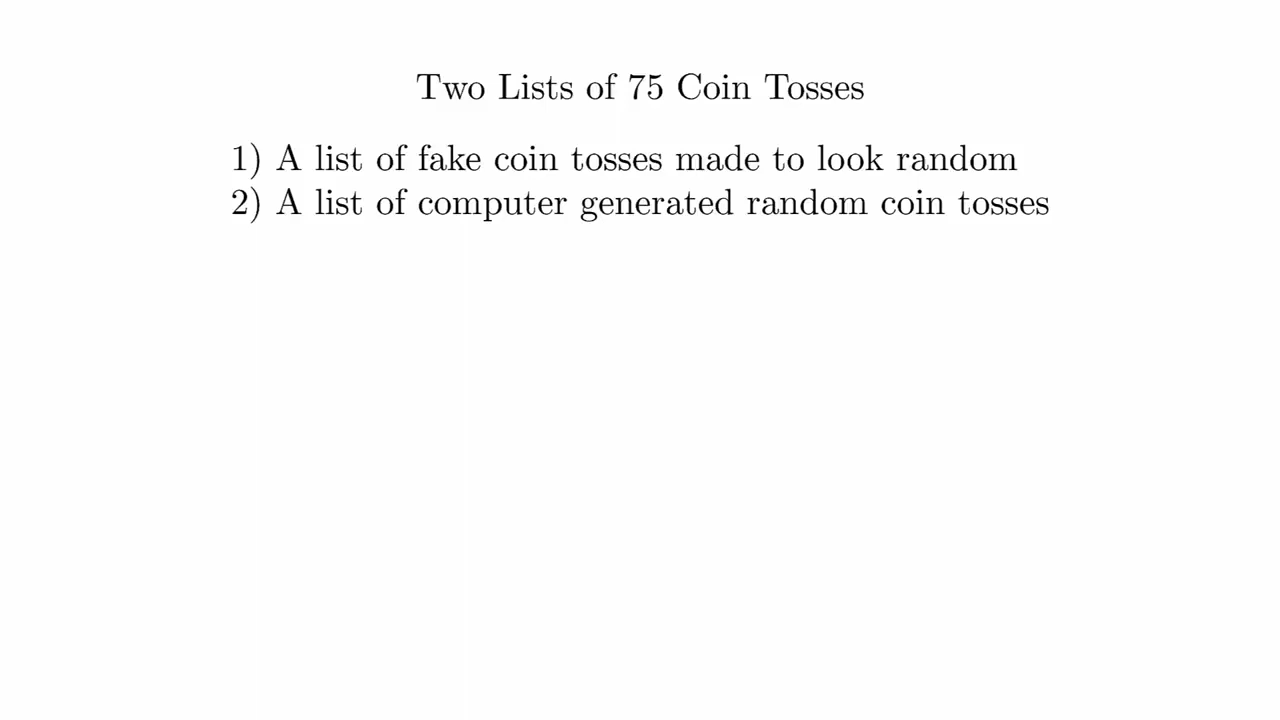 Two Lists of 75 Coin Tosses
1) A list of fake coin tosses made to look random
2) A list of computer generated random coin tosses